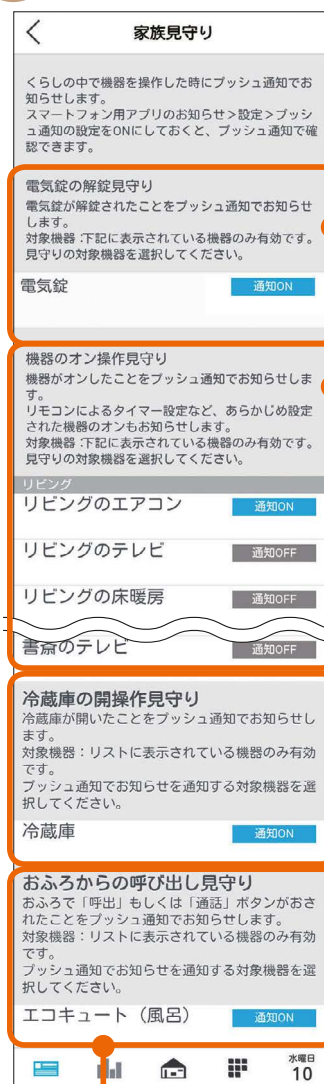 家族見守り
くらしの中で機器を操作した時にプッシュ通知でお
知らせします。
スマートフォン用アプリのお知らせ＞設定＞プッシ
ュ通知の設定をONにしておくと、プッシュ通知で確
認できます。
電気錠の解錠見守り
電気錠が解錠されたことをプッシュ通知でお知らせ
します。
対象機器：下記に表示されている機器のみ有効です。
見守りの対象機器を選択してください。
電気錠 通知ON
機器のオン操作見守り
機器がオンしたことをプッシュ通知でお知らせしま
す。
リモコンによるタイマー設定など、あらかじめ設定
された機器のオンもお知らせします。
対象機器：下記に表示されている機器のみ有効です。
見守りの対象機器を選択してください。
リビング
リビングのエアコン 通知ON
リビングのテレビ 通知OFF
リビングの床暖房 通知OFF
書斎のテレビ 通知OFF
冷蔵庫の開操作見守り
冷蔵庫が開いたことをプッシュ通知でお知らせし
ます。
対象機器：リストに表示されている機器のみ有効
です。
プッシュ通知でお知らせを通知する対象機器を選
択してください。
冷蔵庫 通知ON
おふろからの呼び出し見守り
おふろで「呼出」もしくは「通話」ボタンがおさ
れたことをプッシュ通知でお知らせします。
対象機器：リストに表示されている機器のみ有効
です。
プッシュ通知でお知らせを通知する対象機器を選
択してください。
エコキュート（風呂） 通知ON
水曜日
10